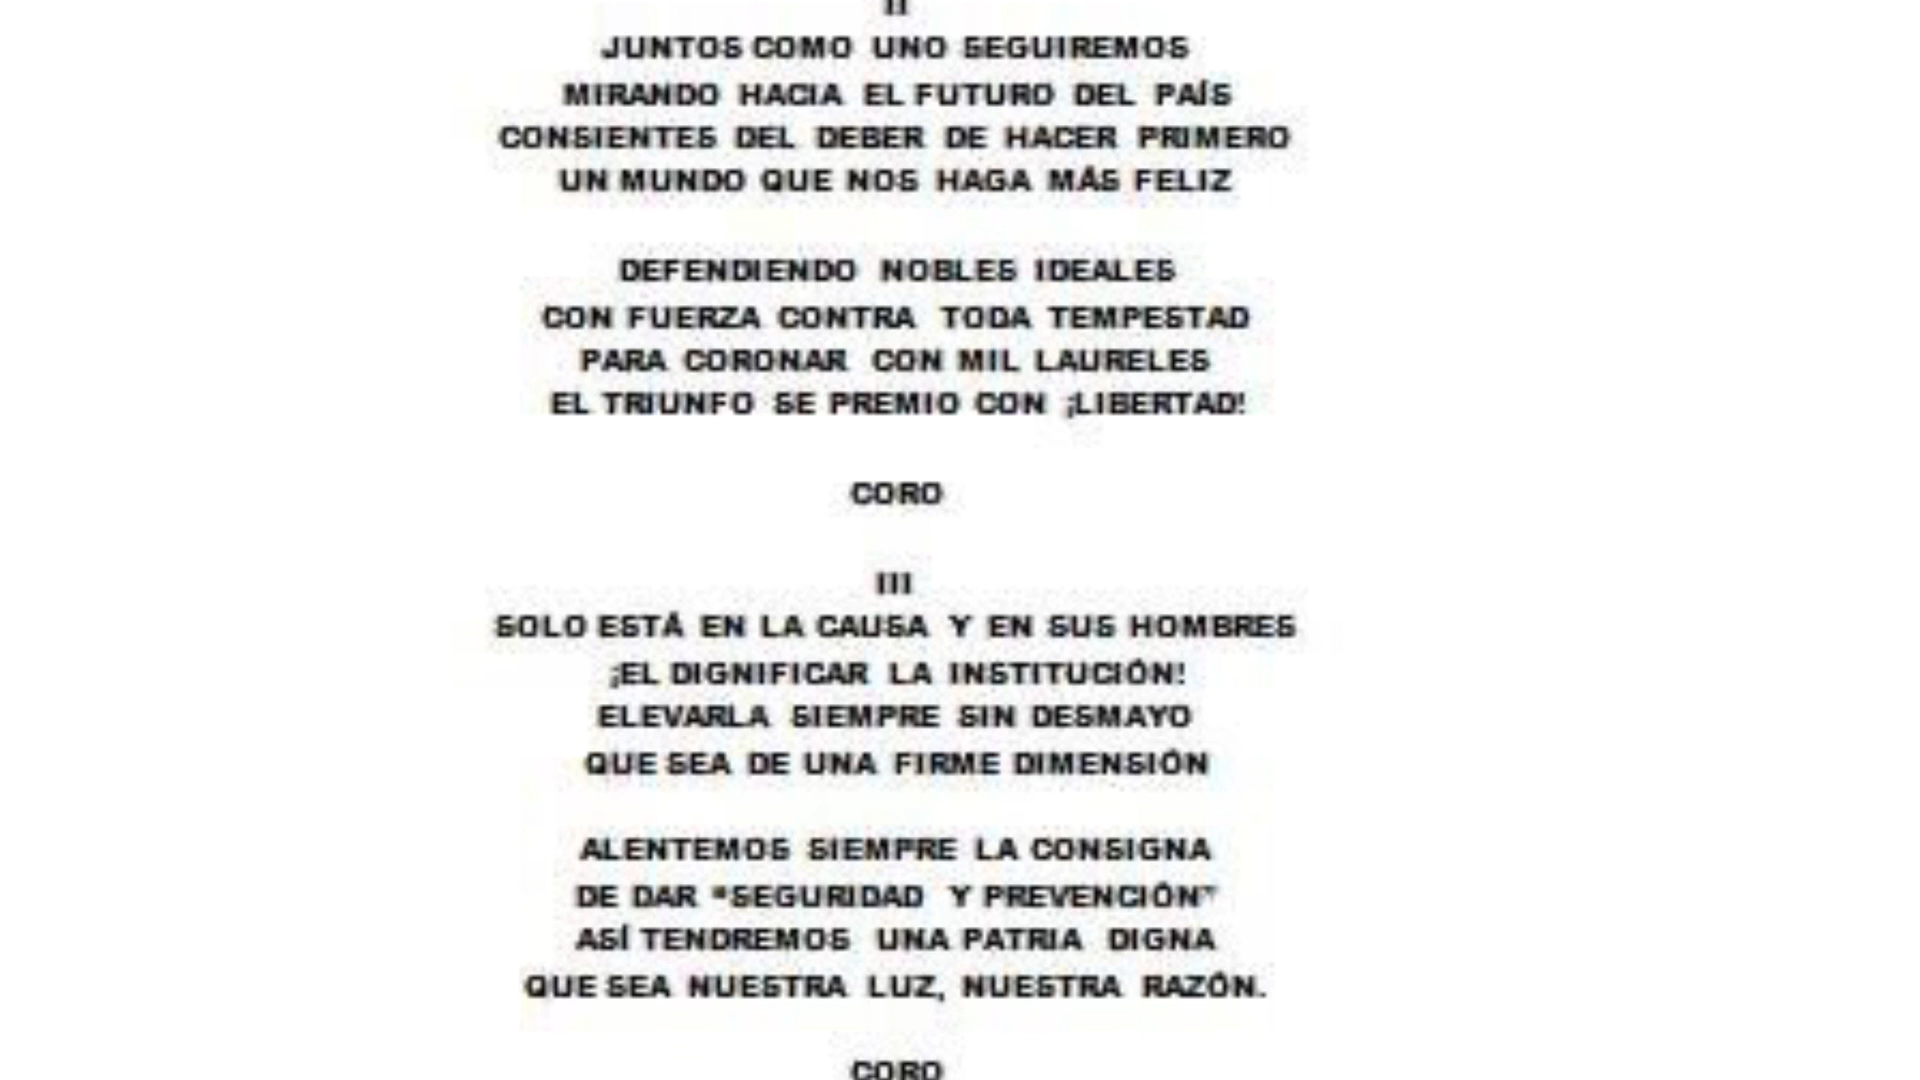 II
JUNTOS COMO UNO SEGUIREMOS
MIRANDO HACIA EL FUTURO DEL PAÍS
CONSIENTES DEL DEBER DE HACER PRIMERO
UN MUNDO QUE NOS HAGA MÁS FELIZ
DEFENDIENDO NOBLES IDEALES
CON FUERZA CONTRA TODA TEMPESTAD
PARA CORONAR CON MIL LAURELES
EL TRIUNFO SE PREMIO CON ¡LIBERTAD!
CORO
III
SOLO ESTÁ EN LA CAUSA Y EN SUS HOMBRES
¡EL DIGNIFICAR LA INSTITUCIÓN!
ELEVARLA SIEMPRE SIN DESMAYO
QUE SEA DE UNA FIRME DIMENSIÓN
ALENTEMOS SIEMPRE LA CONSIGNA
DE DAR “SEGURIDAD Y PREVENCIÓN”
ASÍ TENDREMOS UNA PATRIA DIGNA
QUE SEA NUESTRA LUZ, NUESTRA RAZÓN.
CORO